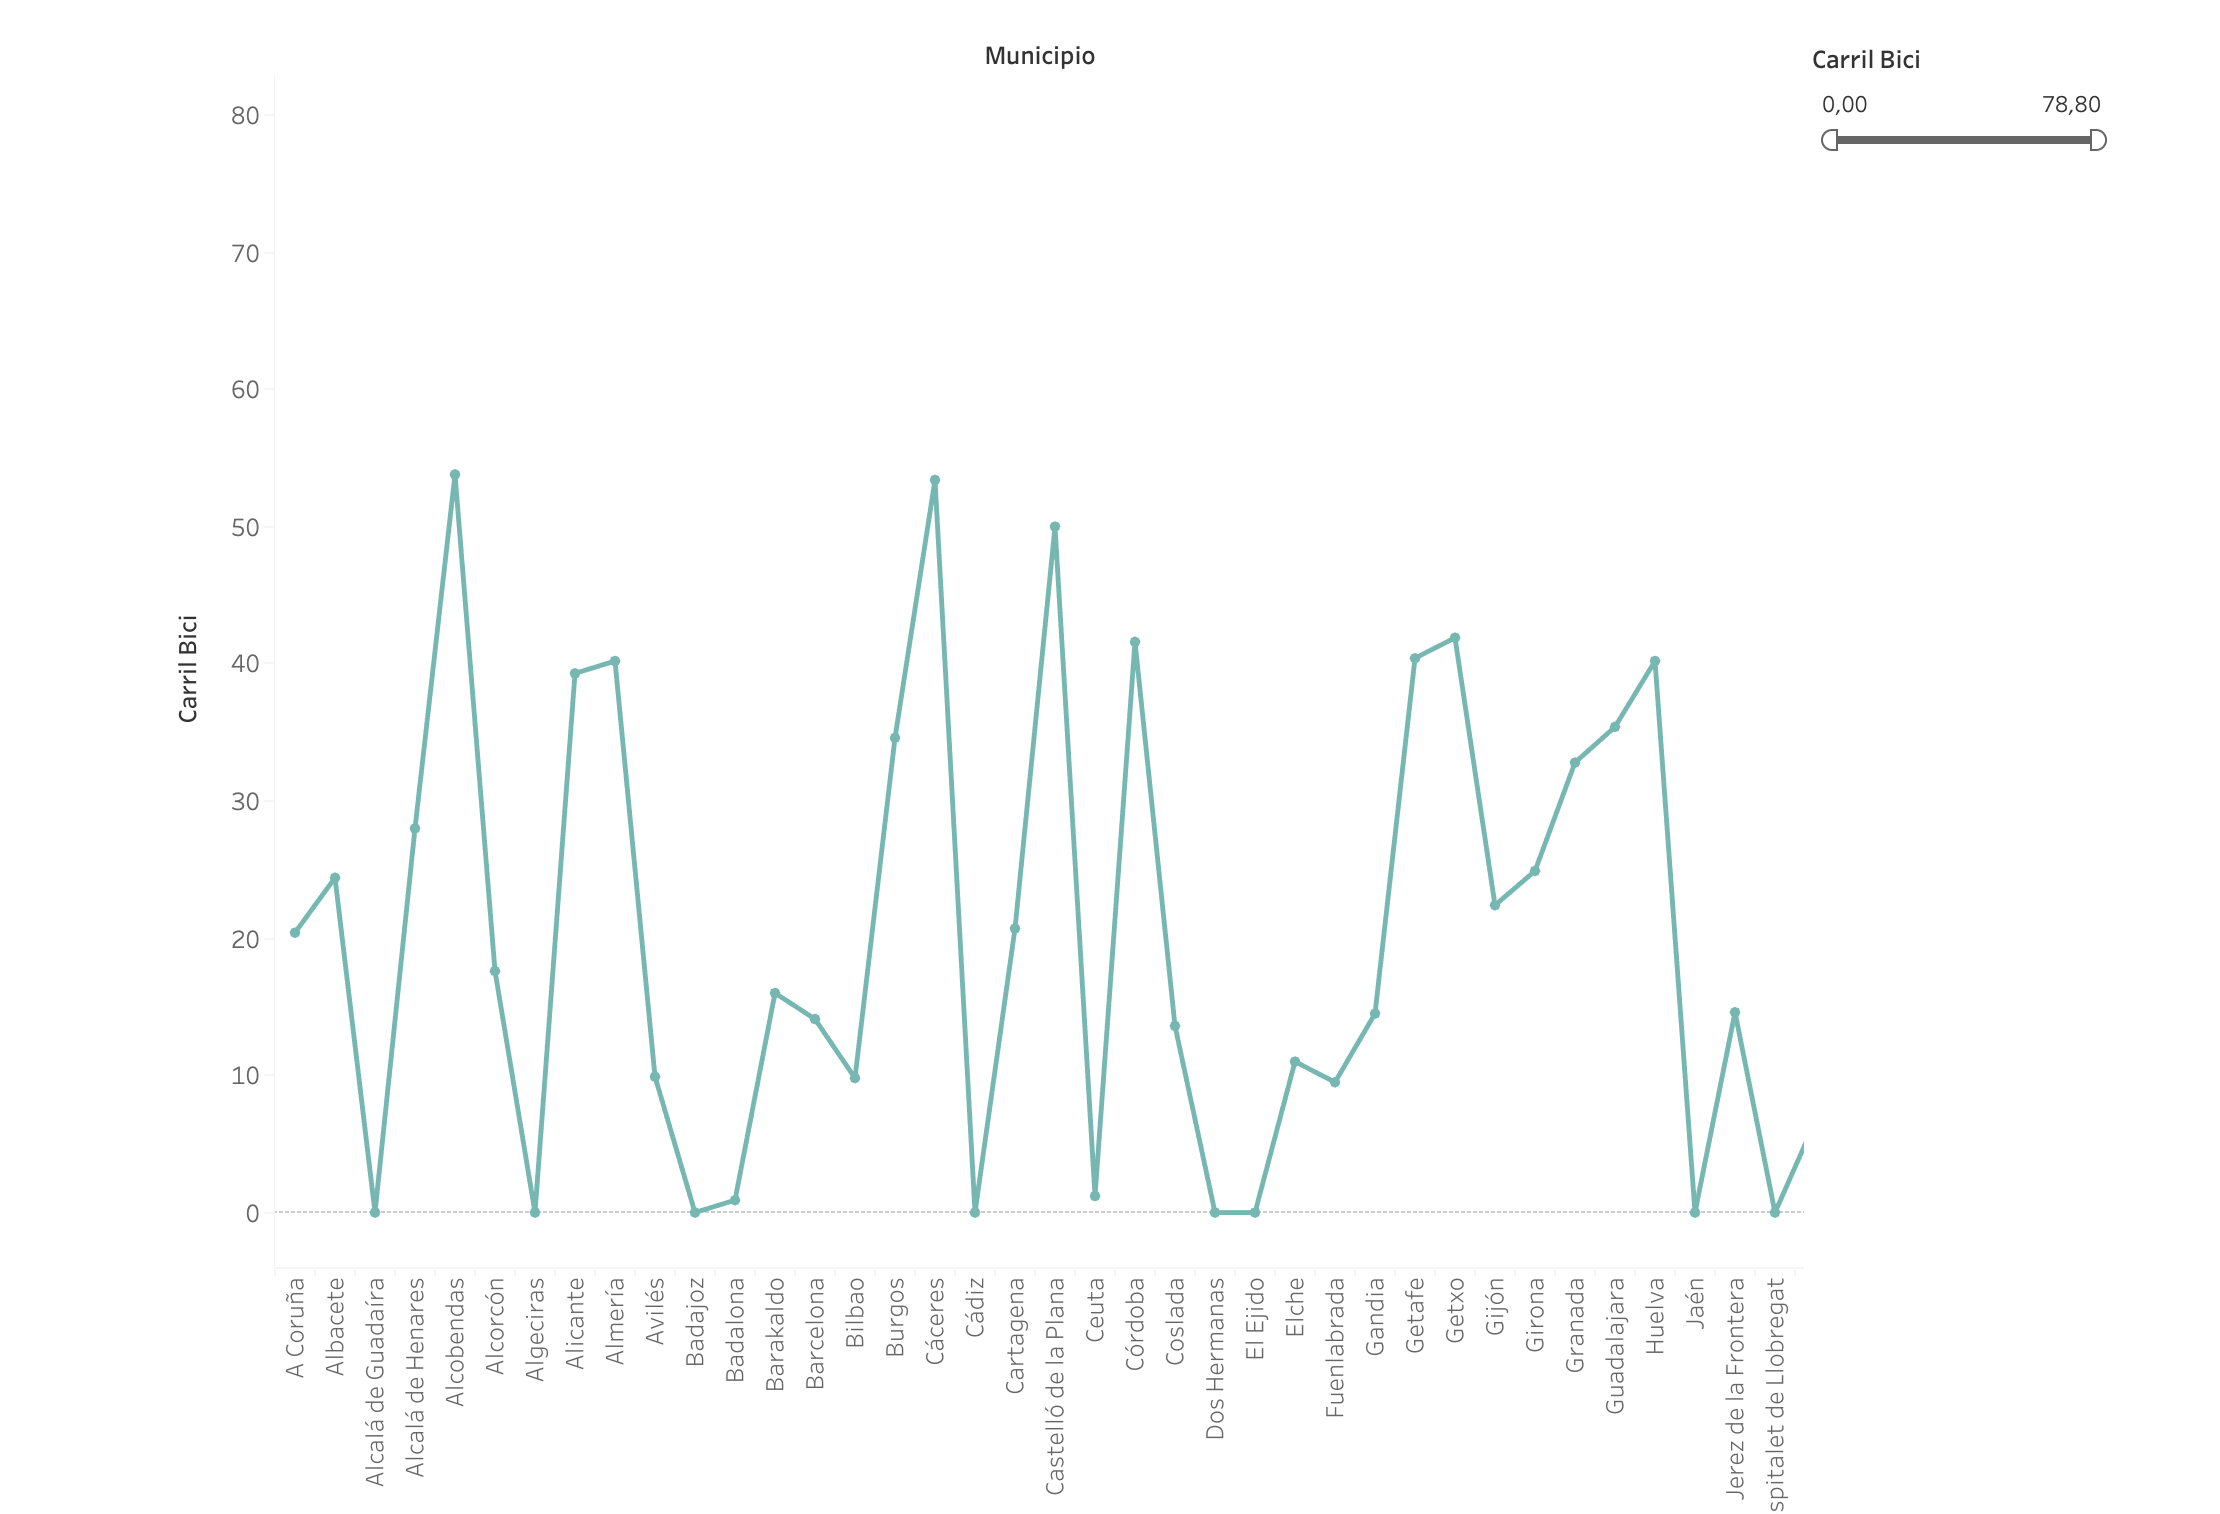 Municipio
Carril Bici
0,00
78,80
80
70
60
50
40
30
20
10
0
Carril Bici
A Coruña
Albacete
Alcalá de Guadaíra
Alcalá de Henares
Alcobendas
Alcorcón
Algeciras
Alicante
Almería
Avilés
Badajoz
Badalona
Barakaldo
Barcelona
Bilbao
Burgos
Cáceres
Cádiz
Cartagena
Castelló de la Plana
Ceuta
Córdoba
Coslada
Dos Hermanas
El Ejido
Elche
Fuenlabrada
Gandia
Getafe
Getxo
Gijón
Girona
Granada
Guadalajara
Huelva
Jaén
Jerez de la Frontera
spitalet de Llobregat